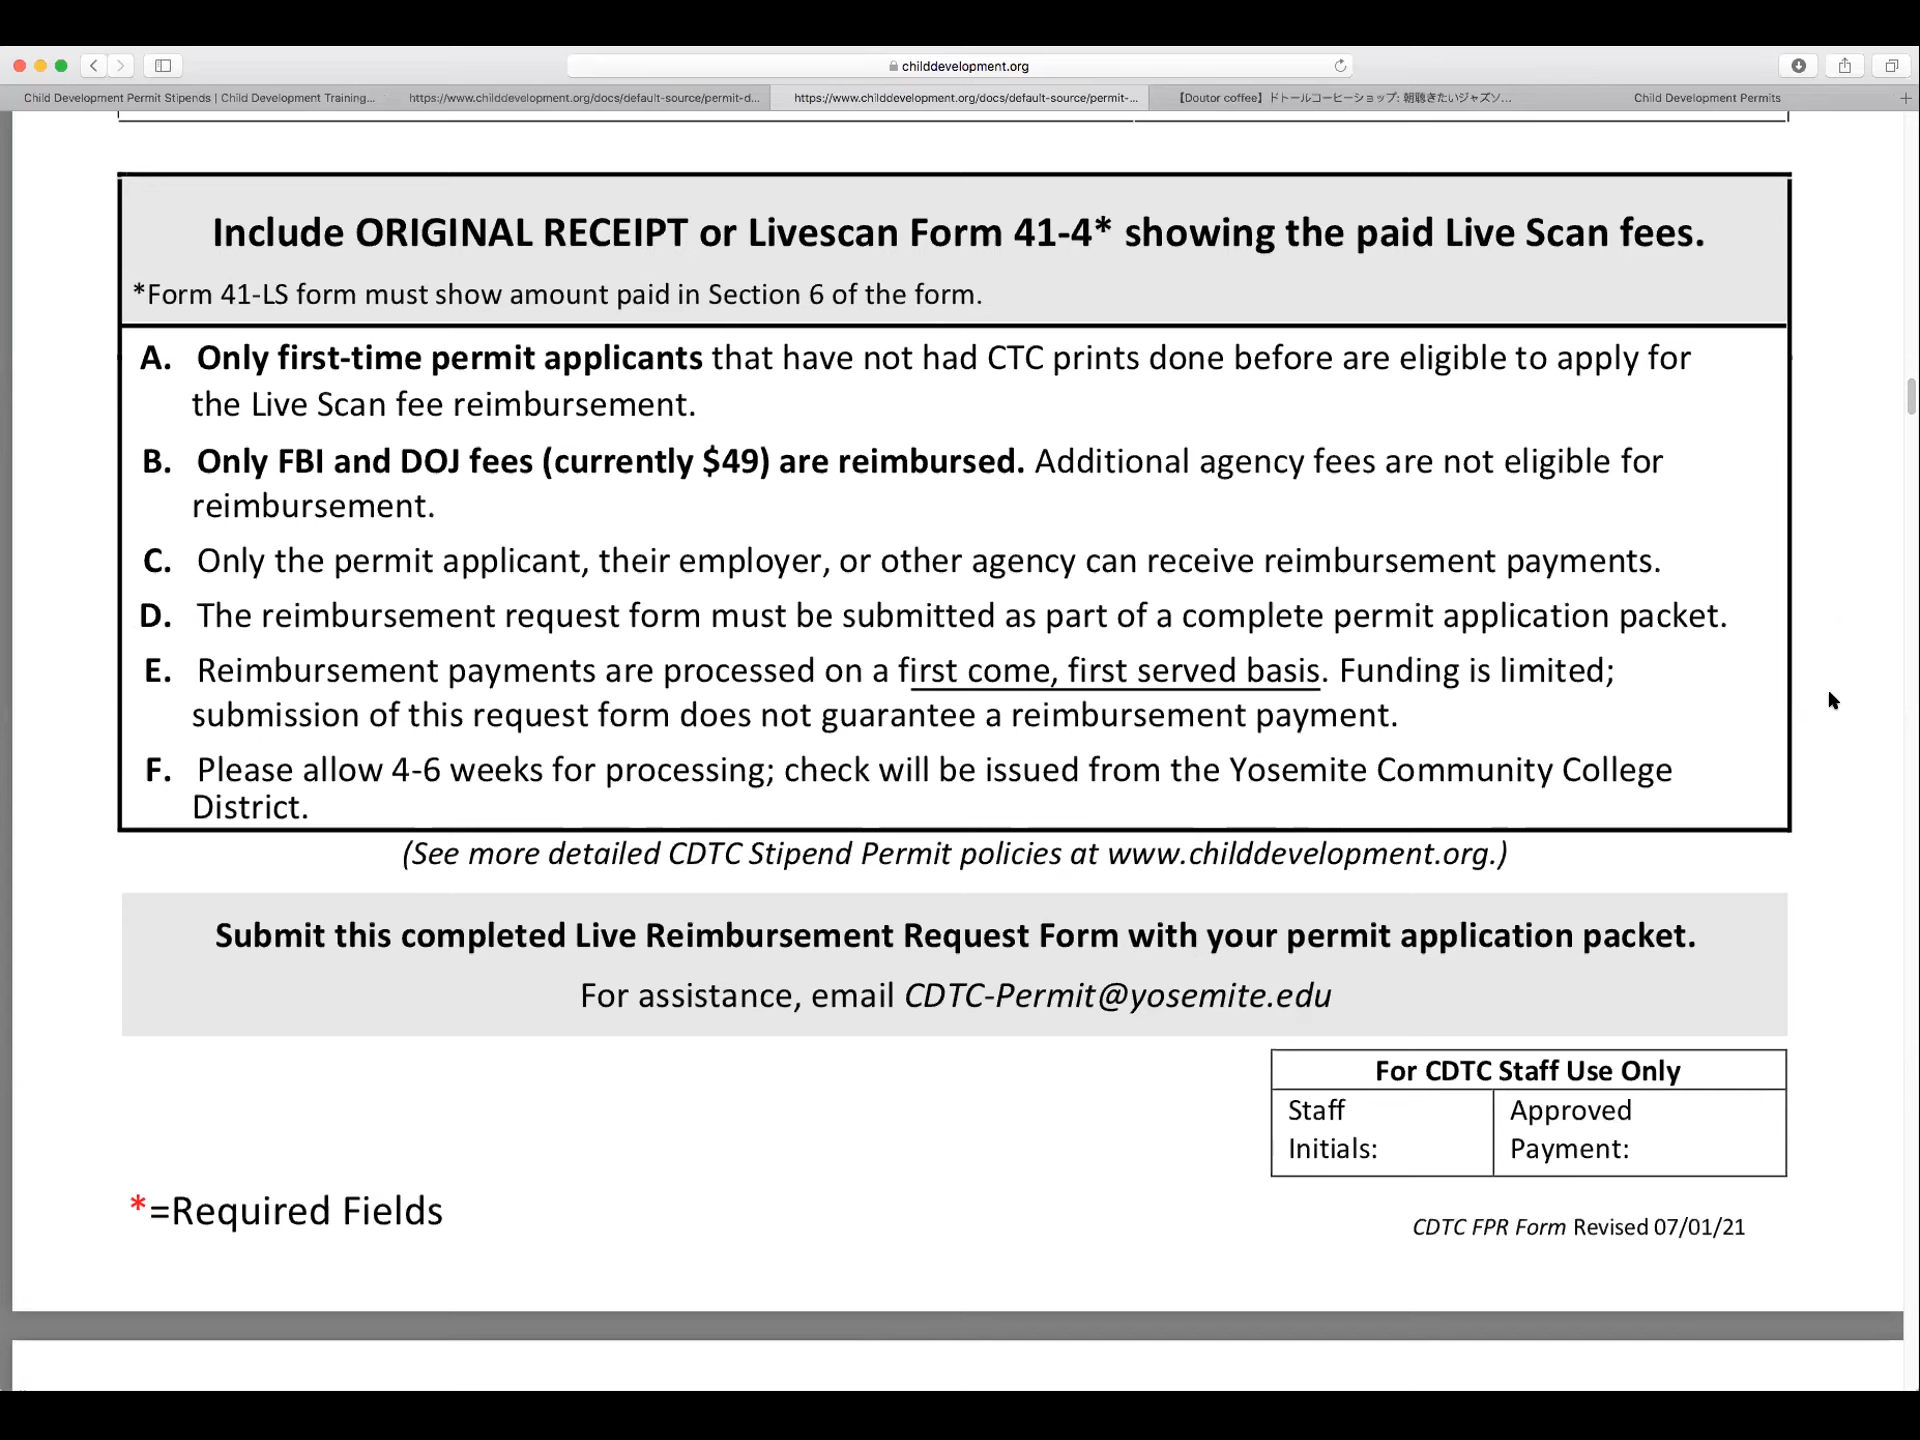 childdevelopment.org
Child Development Permit Stipends | Child Development Training...
https://www.childdevelopment.org/docs/default-source/permit-d...
https://www.childdevelopment.org/docs/default-source/permit-...
【Doutor coffee】ドトールコーヒーショップ: 朝聴きたいジャズソ...
Child Development Permits
Include ORIGINAL RECEIPT or Livescan Form 41-4* showing the paid Live Scan fees.
*Form 41-LS form must show amount paid in Section 6 of the form.
A. Only first-time permit applicants that have not had CTC prints done before are eligible to apply for
the Live Scan fee reimbursement.
B. Only FBI and DOJ fees (currently $49) are reimbursed. Additional agency fees are not eligible for
reimbursement.
C. Only the permit applicant, their employer, or other agency can receive reimbursement payments.
D. The reimbursement request form must be submitted as part of a complete permit application packet.
E. Reimbursement payments are processed on a first come, first served basis. Funding is limited;
submission of this request form does not guarantee a reimbursement payment.
F. Please allow 4-6 weeks for processing; check will be issued from the Yosemite Community College
District.
(See more detailed CDTC Stipend Permit policies at www.childdevelopment.org.)
Submit this completed Live Reimbursement Request Form with your permit application packet.
For assistance, email CDTC-Permit@yosemite.edu
For CDTC Staff Use Only
Staff
Initials:
Approved
Payment:
*=Required Fields
CDTC FPR Form Revised 07/01/21